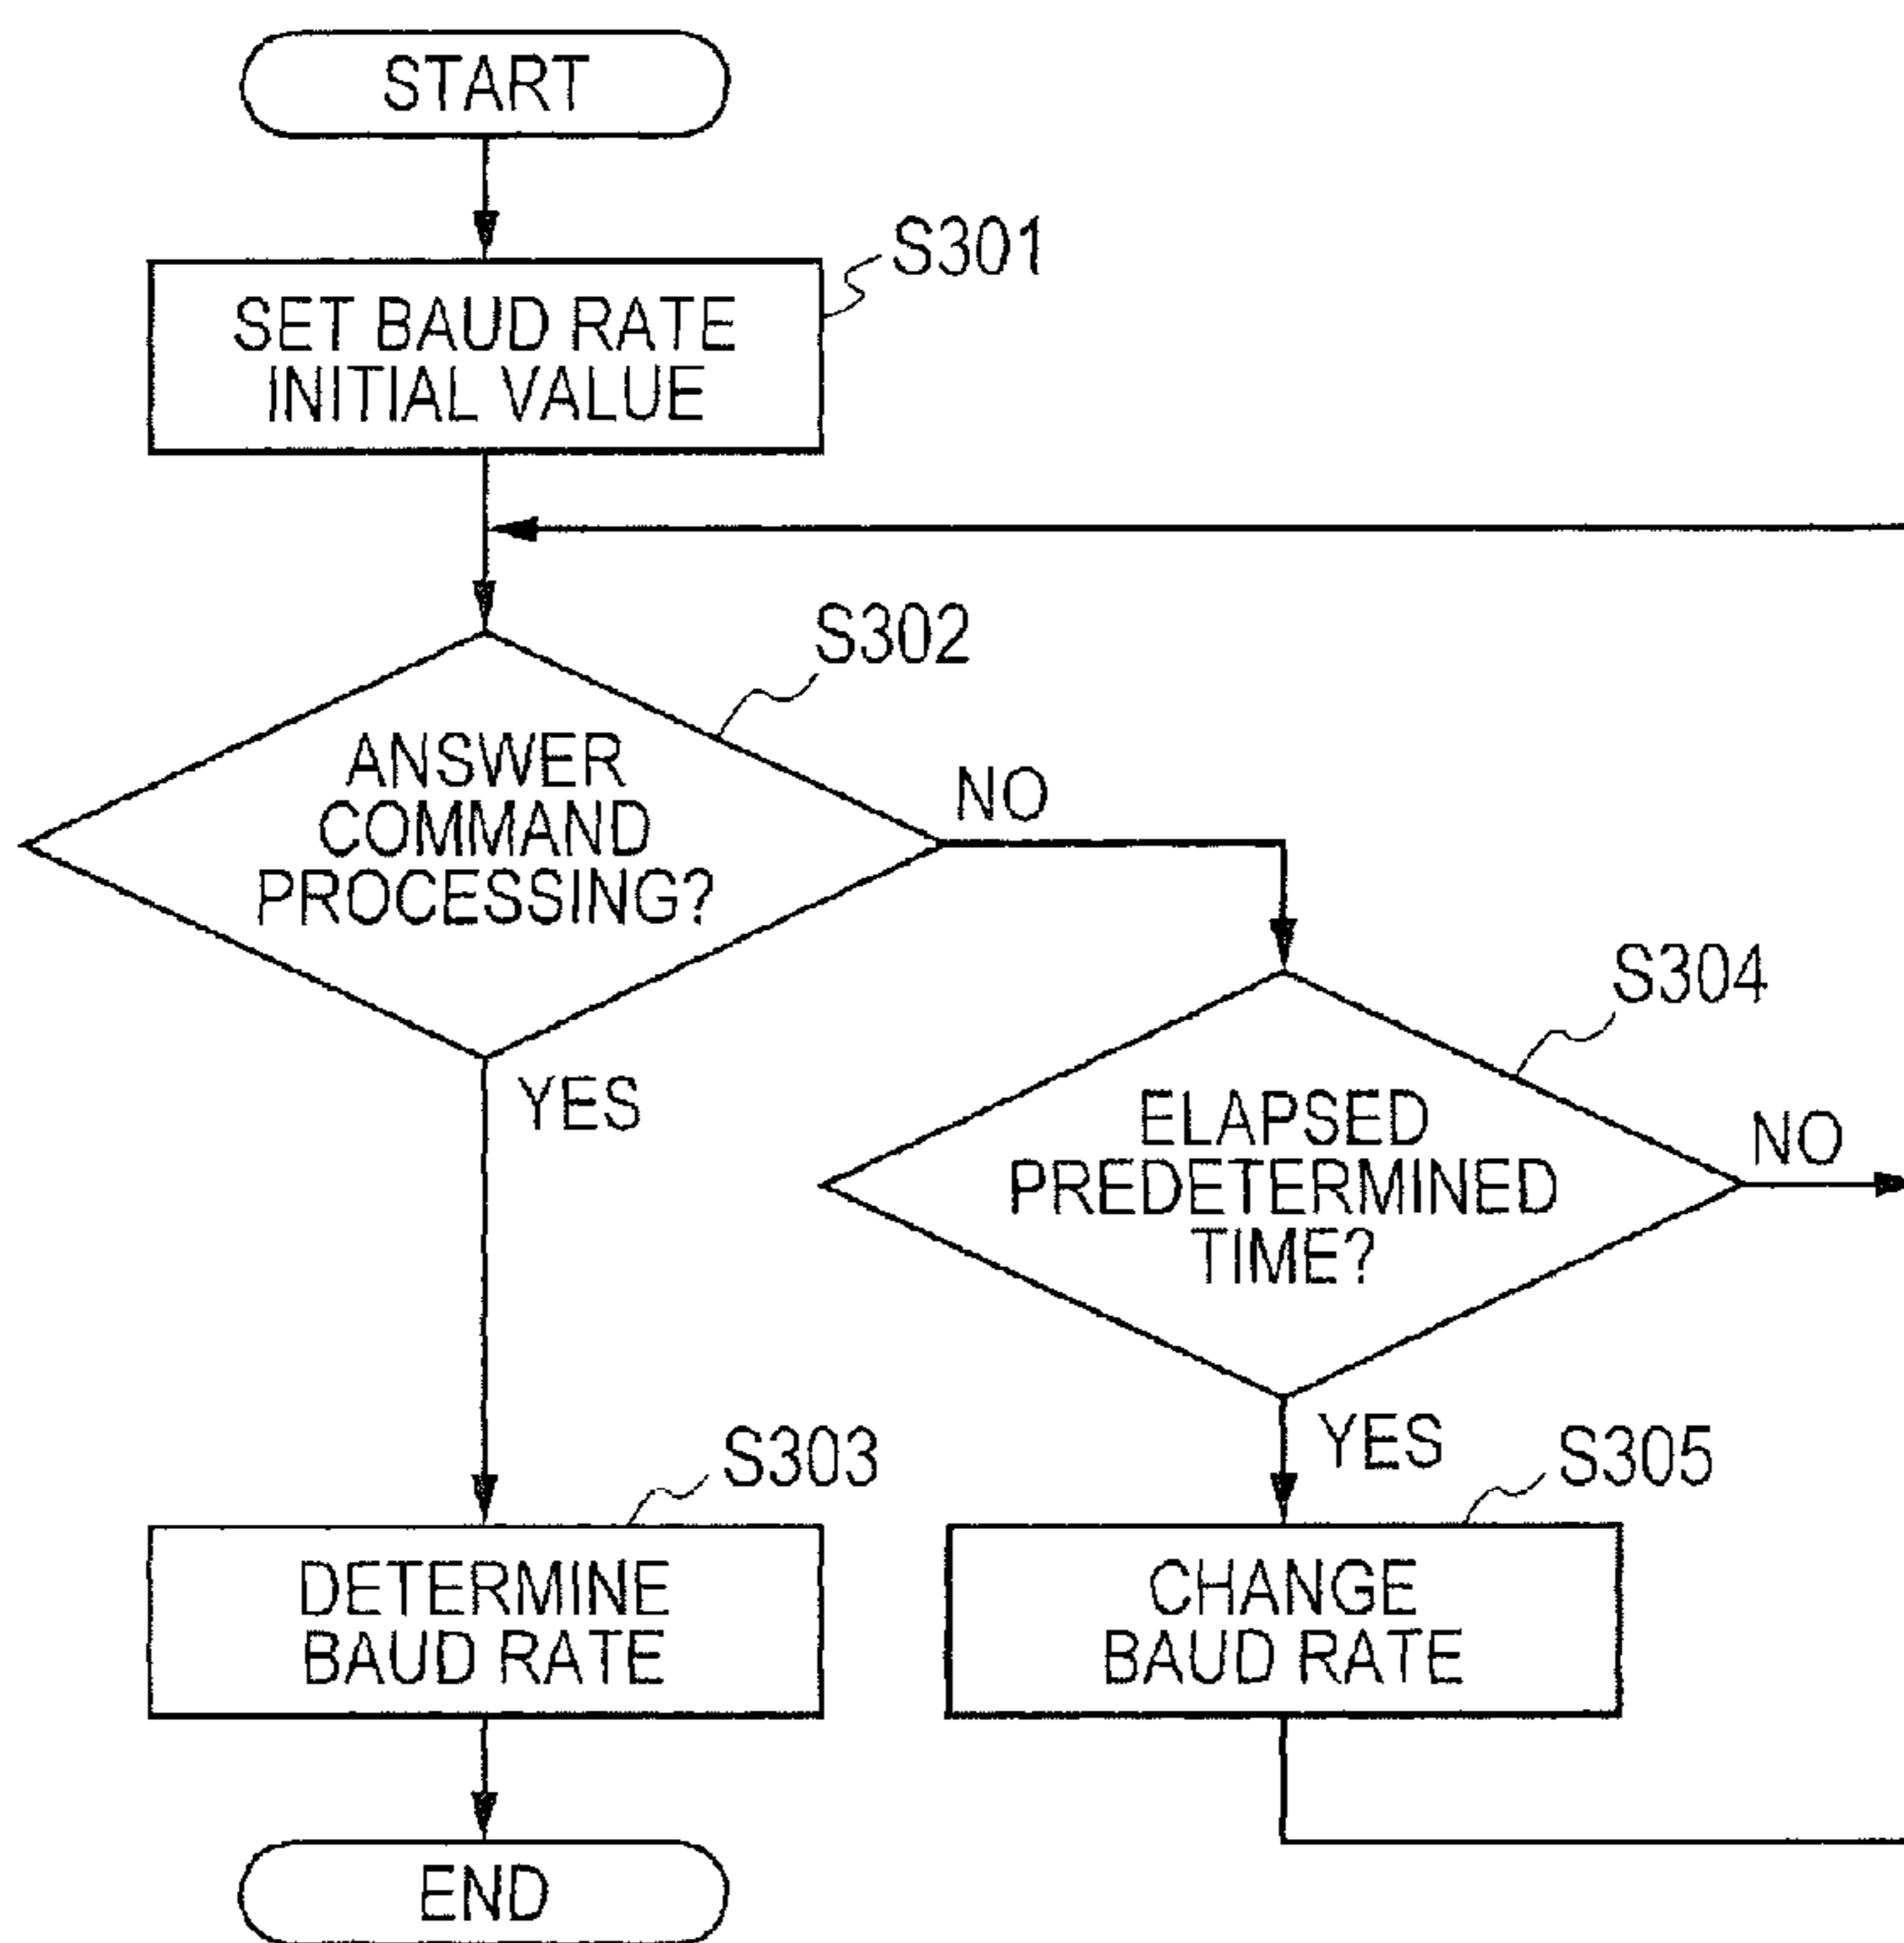 START
S301
SET BAUD RATE
INITIAL VALUE
S302
ANSWER
COMMAND
PROCESSING?
NO
YES
S304
ELAPSED
PREDETERMINED
TIME?
NO
YES
S303
DETERMINE
BAUD RATE
S305
CHANGE
BAUD RATE
END